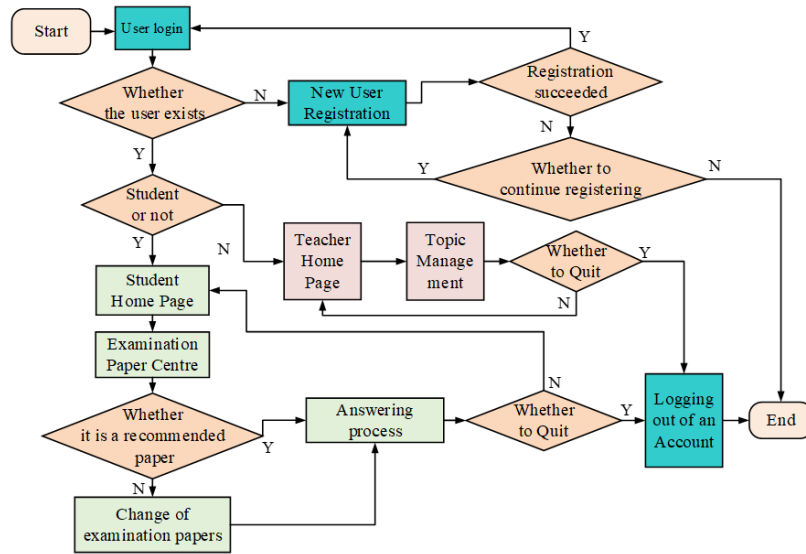 Start
User login
Y
Whether
the user exists
N
New User
Registration
Registration
succeeded
Y
N
Y
Whether to
continue registering
N
Student
or not
Y
N
Teacher
Home
Page
Topic
Manage
ment
Whether
to Quit
Y
N
Student
Home Page
Examination
Paper Centre
N
Whether
it is a recommended
paper
Y
Answering
process
Whether
to Quit
Y
Logging
out of an
Account
End
N
Change of
examination papers